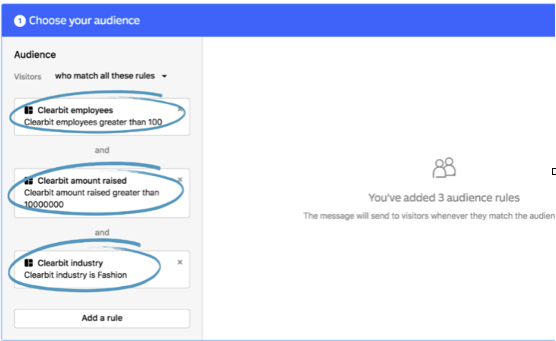 1 Choose your audience
Audience
Visitors who match all these rules
Clearbit employees
Clearbit employees greater than 100
and
Clearbit amount raised
Clearbit amount raised greater than
10000000
and
Clearbit industry
Clearbit industry is Fashion
Add a rule
You've added 3 audience rules
The message will send to visitors whenever they match the audien